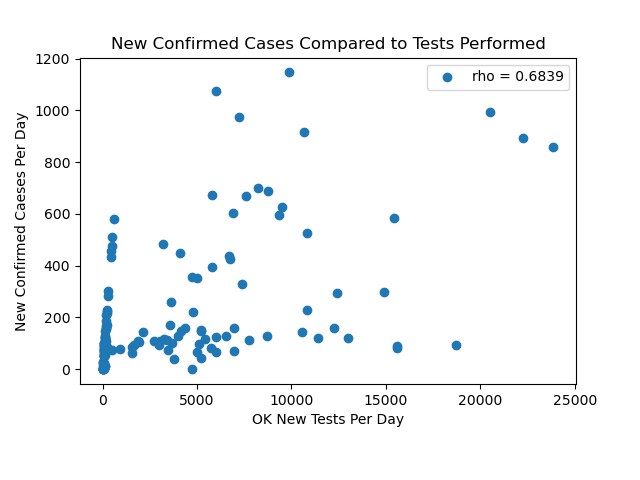 New Confirmed Cases Compared to Tests Performed
rho = 0.6839
New Confirmed Caeses Per Day
1200
1000
800
600
400
200
0
0 5000 10000 15000 20000 25000
OK New Tests Per Day